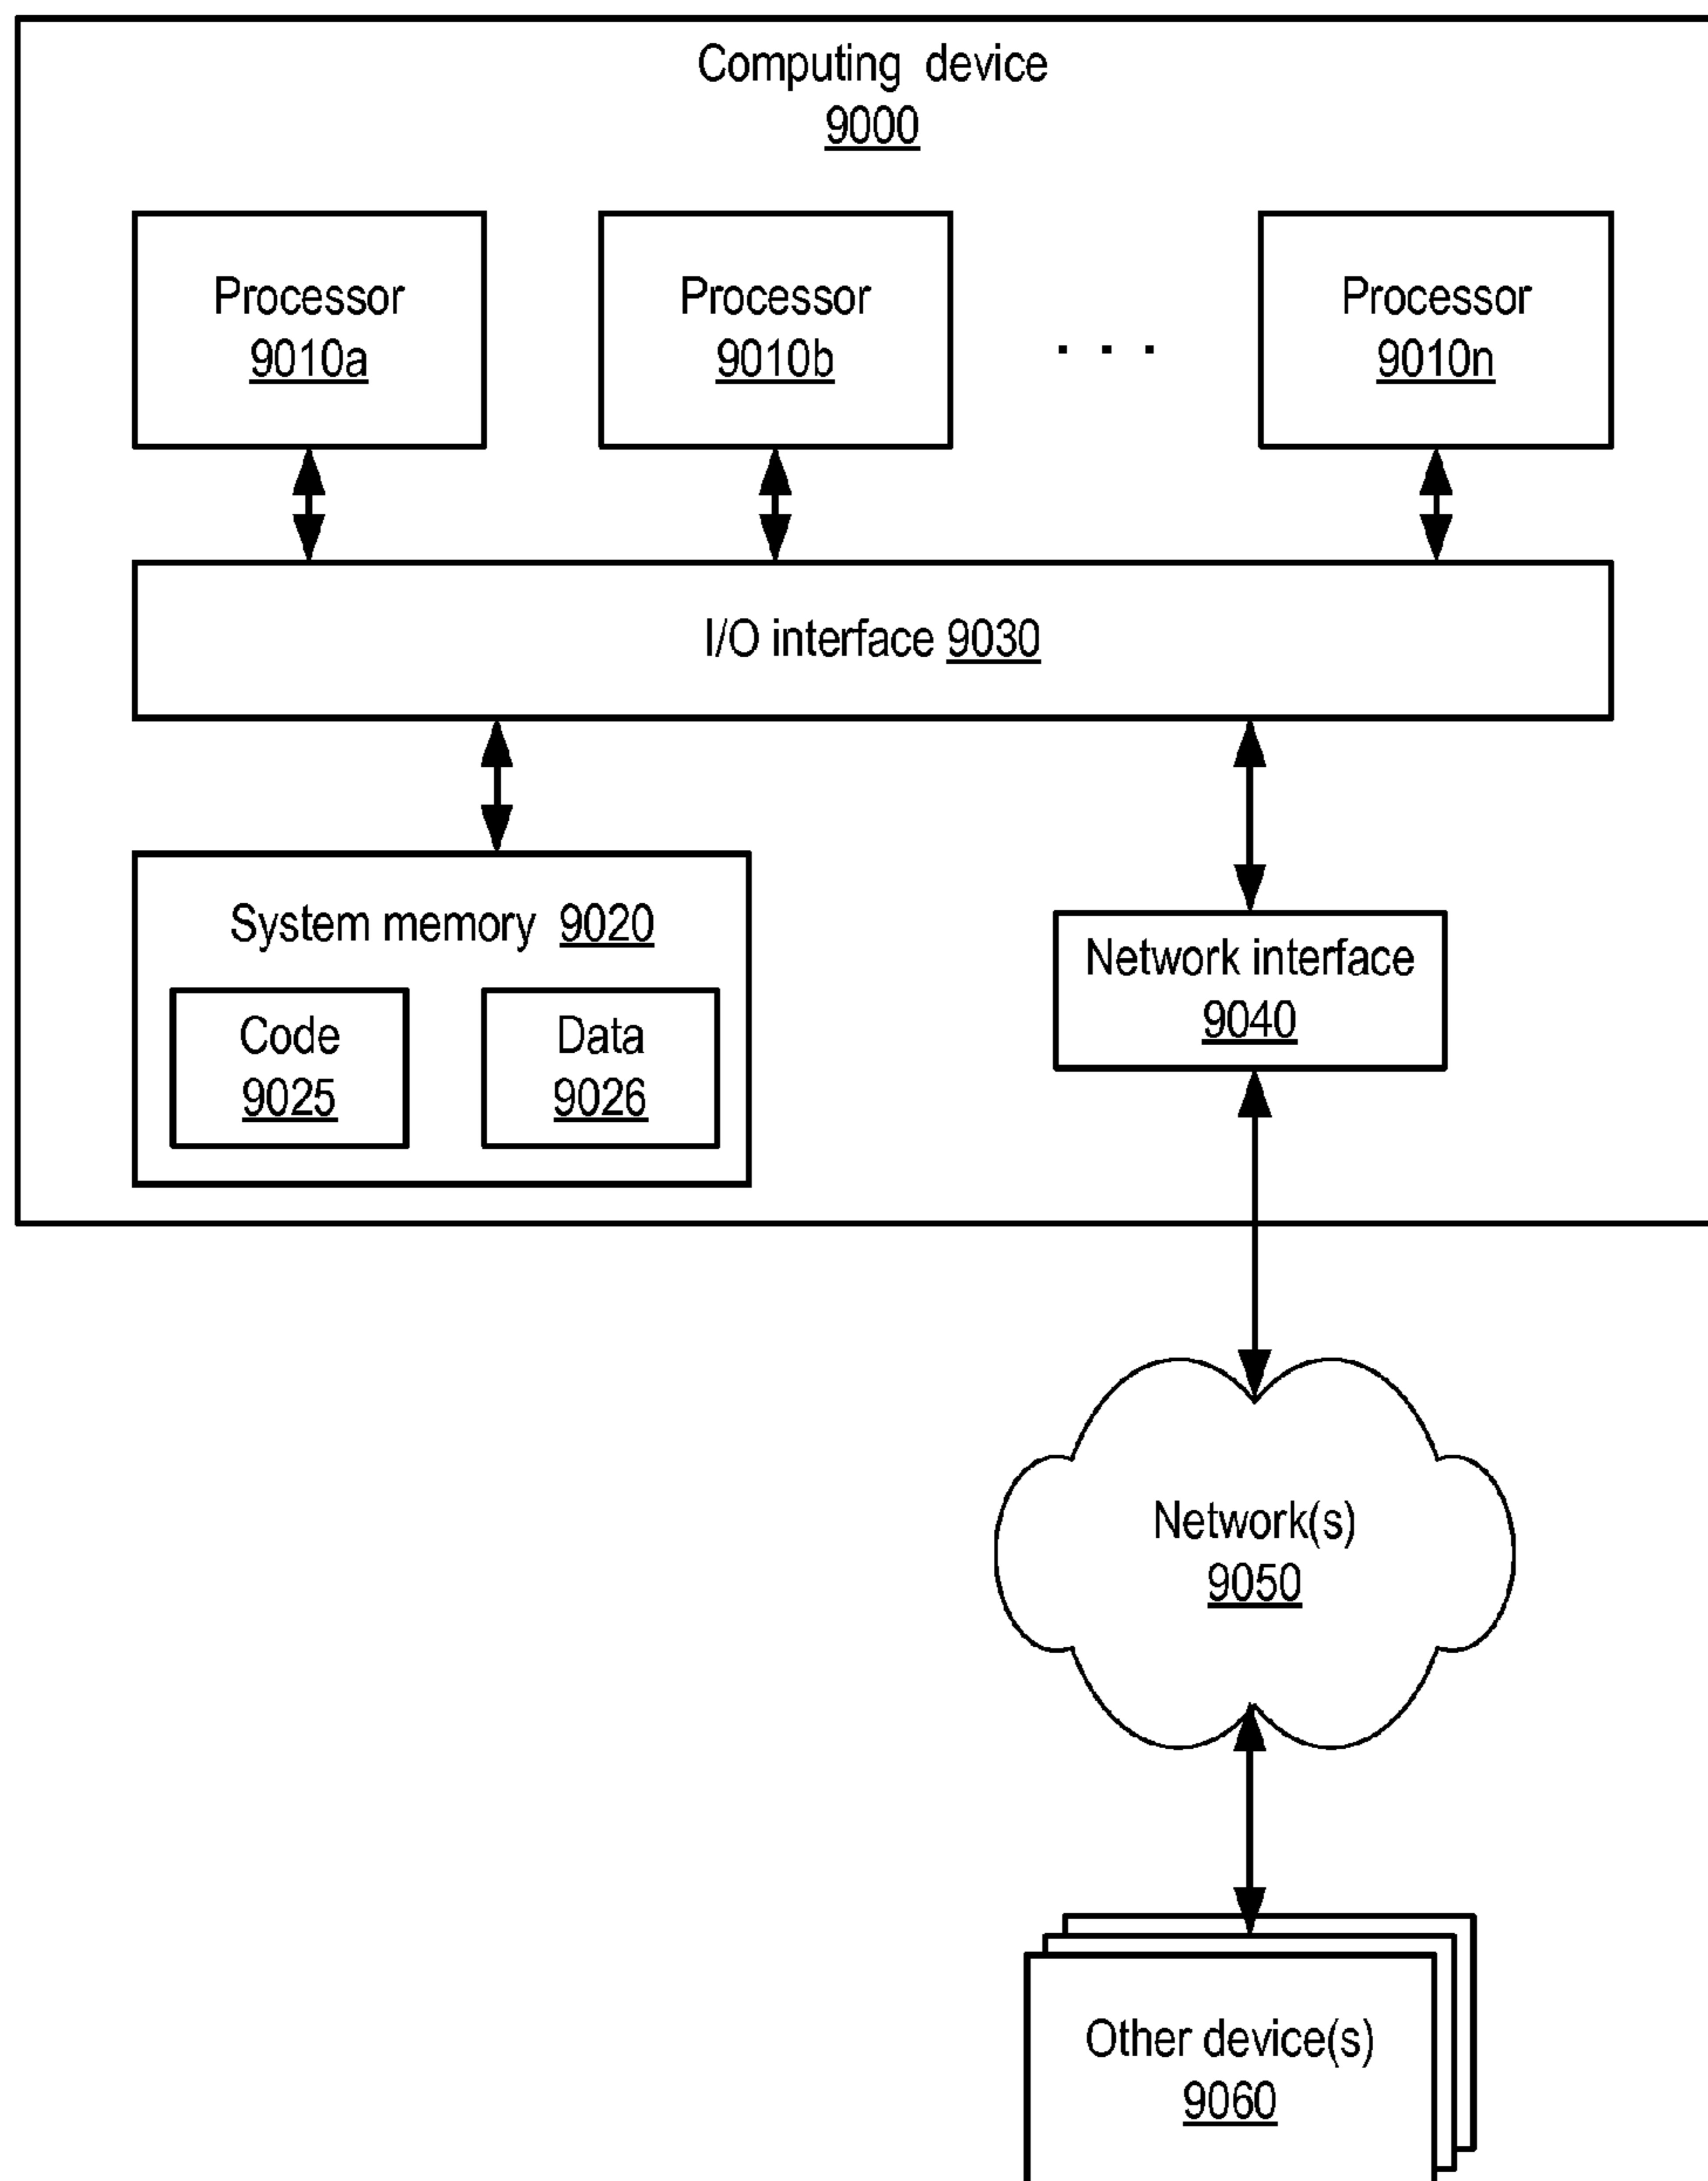 Computing device
9000
Processor
9010a
Processor
9010b
. . .
Processor
9010n
I/O interface 9030
System memory 9020
Code
9025
Data
9026
Network interface
9040
Network(s)
9050
Other device(s)
9060